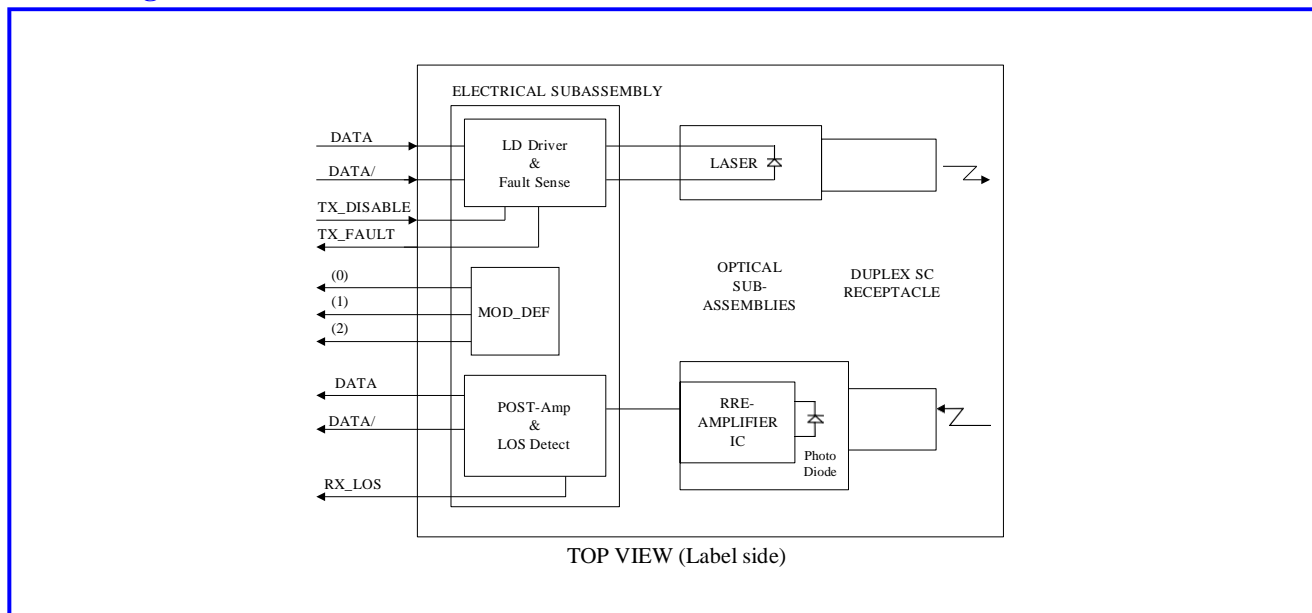 ELECTRICAL SUBASSEMBLY
DATA
DATA/
TX_DISABLE
TX_FAULT
LD Driver
&
Fault Sense
LASER
(0)
(1)
(2)
MOD_DEF
OPTICAL
SUB-
ASSEMBLIES
DUPLEX SC
RECEPTACLE
DATA
DATA/
RX_LOS
POST-Amp
&
LOS Detect
RRE-
AMPLIFIER
IC
Photo
Diode
TOP VIEW (Label side)